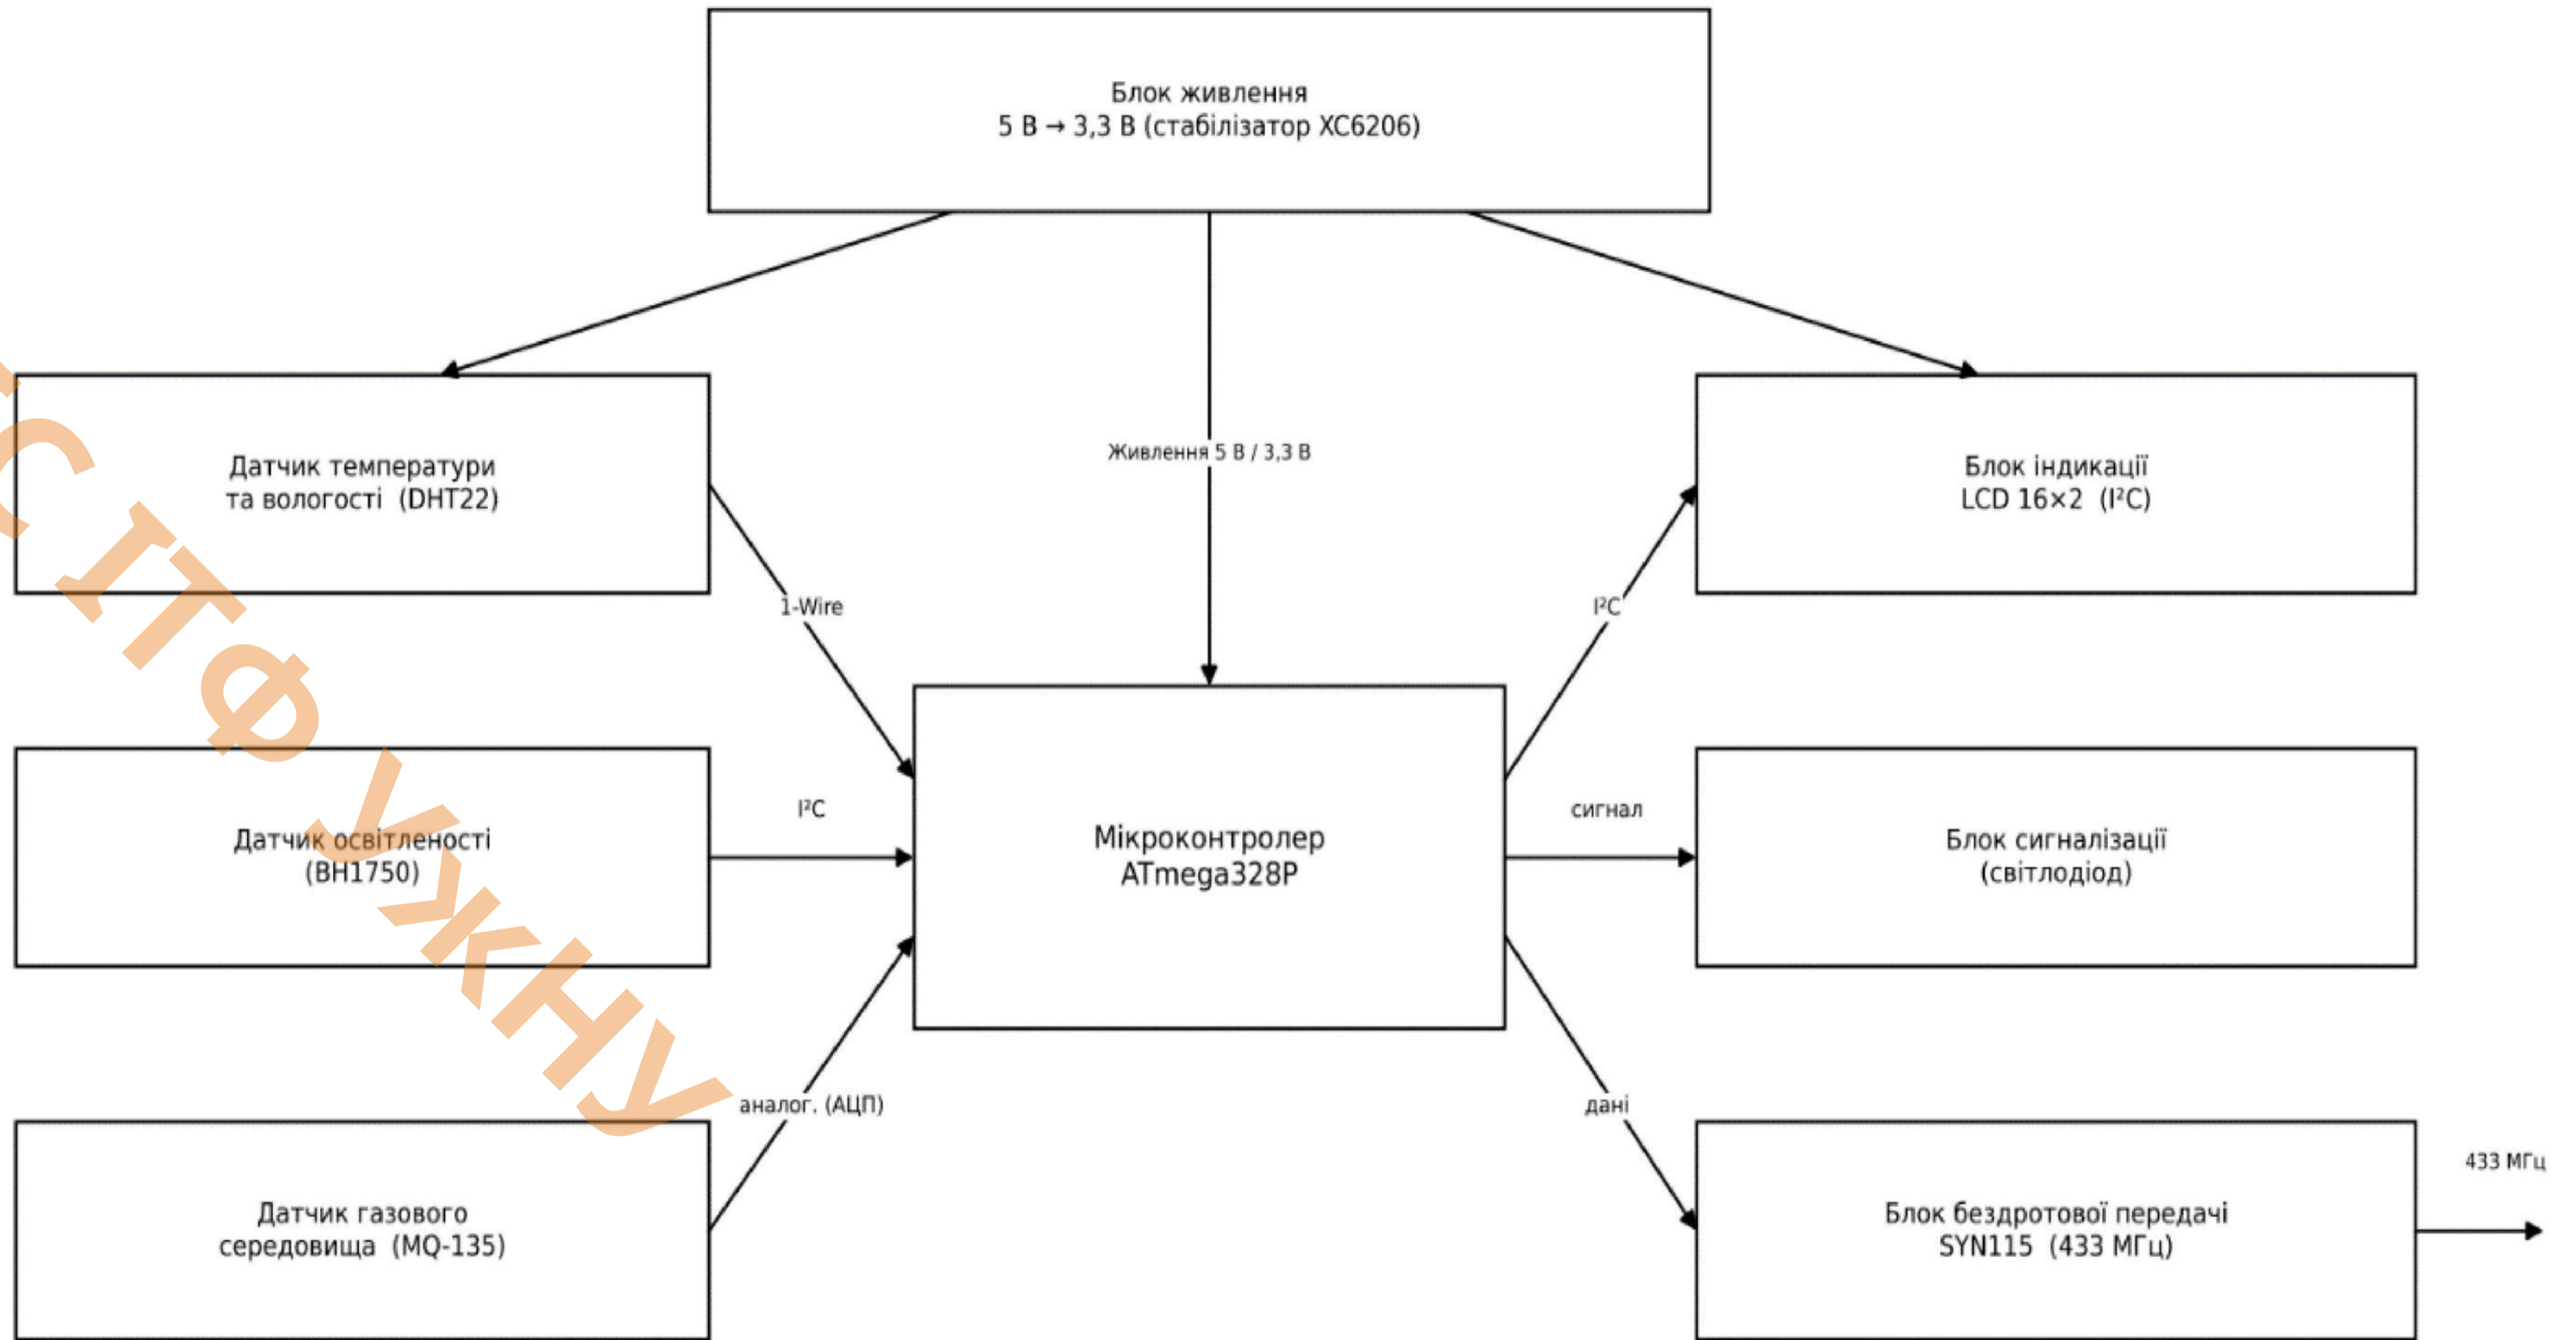 Блок живлення
5 В → 3,3 В (стабілізатор XC6206)
Живлення 5 В / 3,3 В
Датчик температури
та вологості (DHT22)
Блок індикації
LCD 16×2 (I²C)
1-Wire
I²C
Датчик освітленості
(BH1750)
I²C
Мікроконтролер
ATmega328P
сигнал
Блок сигналізації
(світлодіод)
аналог. (АЦП)
дані
Датчик газового
середовища (MQ-135)
Блок бездротової передачі
SYN115 (433 МГц)
433 МГц
ІТФ УжНУ